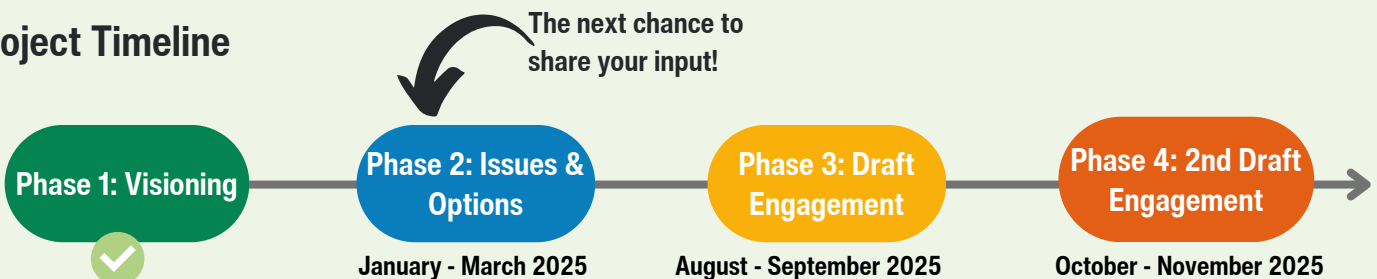 oject Timeline
The next chance to
share your input!
Phase 1: Visioning
Phase 2: Issues &
Options
January - March 2025
Phase 3: Draft
Engagement
August - September 2025
Phase 4: 2nd Draft
Engagement
October - November 2025